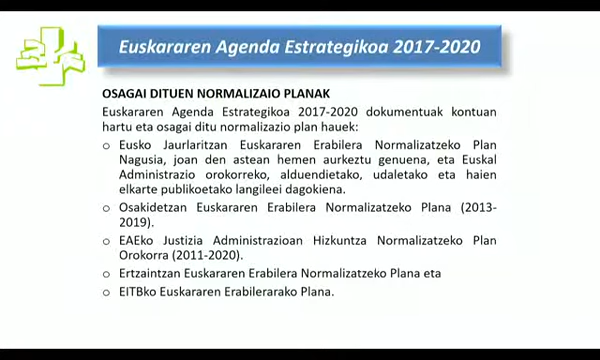 Euskararen Agenda Estrategikoa 2017-2020
OSAGAI DITUEN NORMALIZAIO PLANAK
Euskararen Agenda Estrategikoa 2017-2020 dokumentuak kontuan
hartu eta osagai ditu normalizazio plan hauek:
o Eusko Jaurlaritzan Euskararen Erabilera Normalizatzeko Plan
Nagusia, joan den astean hemen aurkeztu genuena, eta Euskal
Administrazio orokorreko, alduendietako, udaletako eta haien
elkarte publikoetako langileei dagokiena.
o Osakidetzan Euskararen Erabilera Normalizatzeko Plana (2013-
2019).
o EAEko Justizia Administrazioan Hizkuntza Normalizatzeko Plan
Orokorra (2011-2020).
o Ertzaintzan Euskararen Erabilera Normalizatzeko Plana eta
o EITBko Euskararen Erabilerarako Plana.